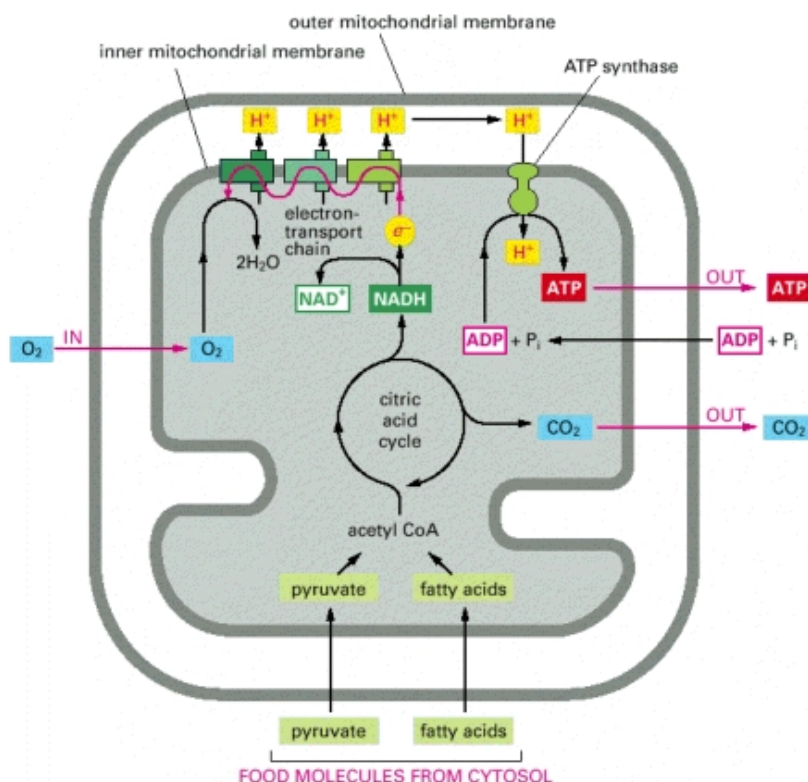 outer mitochondrial membrane
inner mitochondrial membrane
ATP synthase
H⁺ H⁺ H⁺ H⁺
electron-
transport
chain
e⁻
2H₂O
H⁺
NAD⁺ NADH
ATP OUT ATP
O₂ IN O₂
ADP + Pᵢ ADP + Pᵢ
citric
acid
cycle
CO₂ OUT CO₂
acetyl CoA
pyruvate fatty acids
pyruvate fatty acids
FOOD MOLECULES FROM CYTOSOL